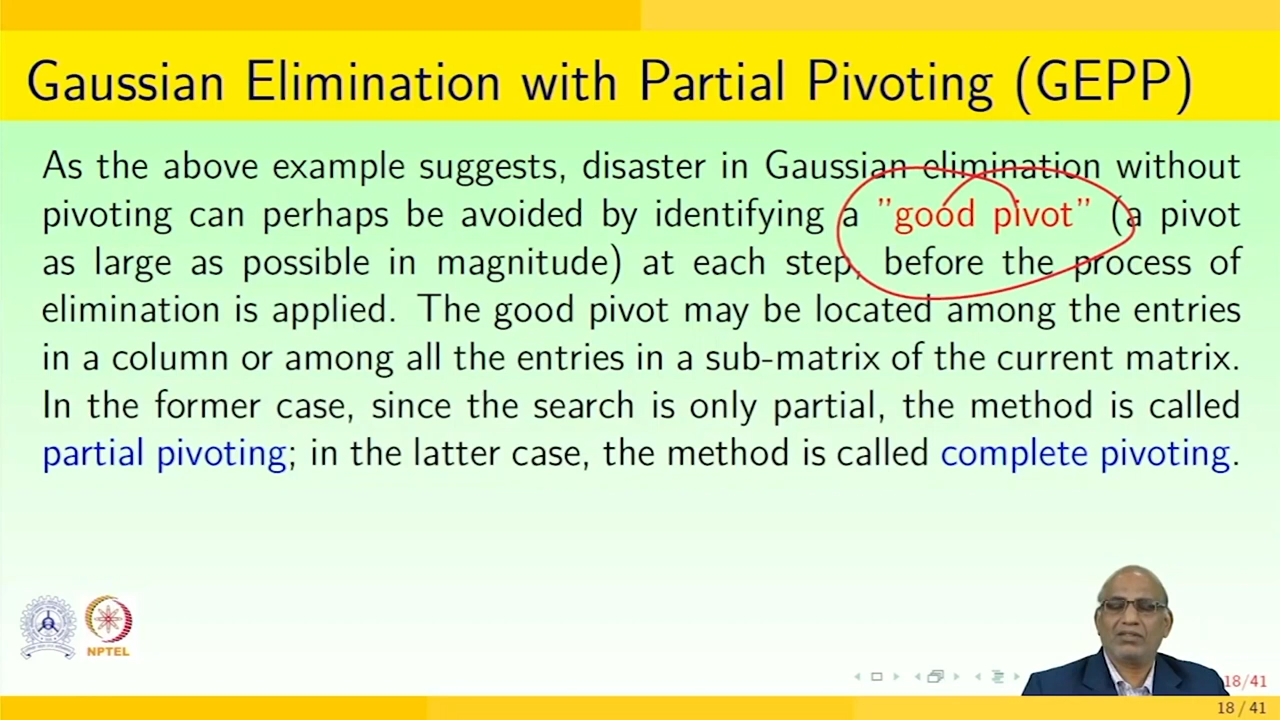 Gaussian Elimination with Partial Pivoting (GEPP)
As the above example suggests, disaster in Gaussian elimination without
pivoting can perhaps be avoided by identifying a ”good pivot” (a pivot
as large as possible in magnitude) at each step, before the process of
elimination is applied. The good pivot may be located among the entries
in a column or among all the entries in a sub-matrix of the current matrix.
In the former case, since the search is only partial, the method is called
partial pivoting; in the latter case, the method is called complete pivoting.
NPTEL
18/41
18 / 41